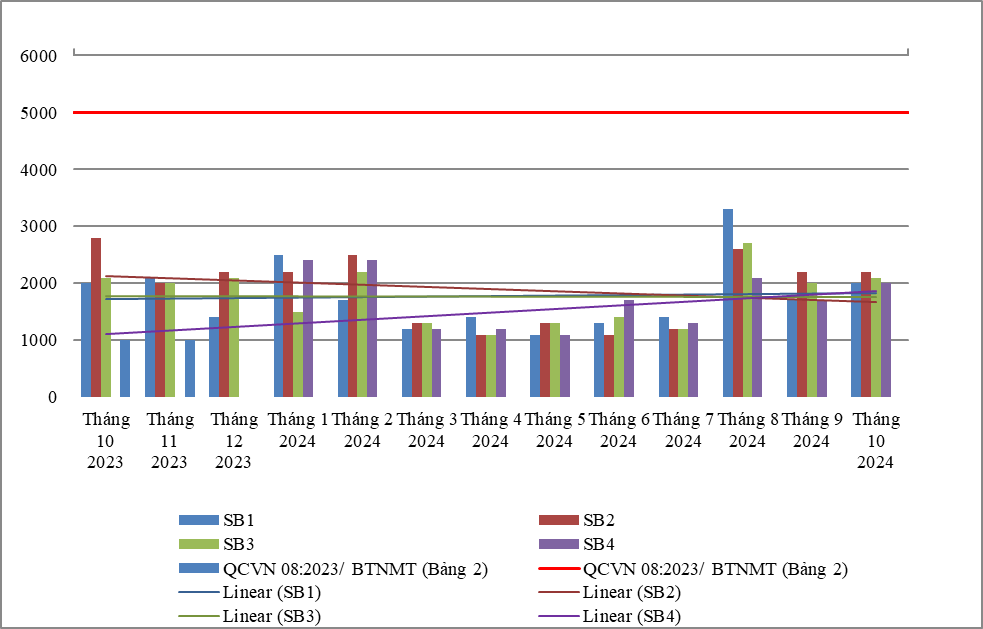 6000
5000
4000
3000
2000
1000
0
Tháng 10 2023
Tháng 11 2023
Tháng 12 2023
Tháng 1 2024
Tháng 2 2024
Tháng 3 2024
Tháng 4 2024
Tháng 5 2024
Tháng 6 2024
Tháng 7 2024
Tháng 8 2024
Tháng 9 2024
Tháng 10 2024
SB1
SB2
SB3
SB4
QCVN 08:2023/ BTNMT (Bảng 2)
QCVN 08:2023/ BTNMT (Bảng 2)
Linear (SB1)
Linear (SB2)
Linear (SB3)
Linear (SB4)